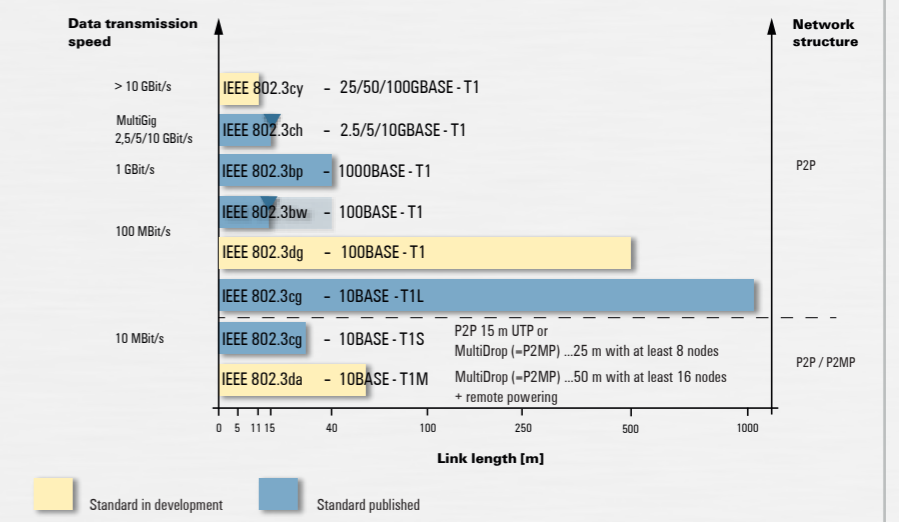 Data transmission
speed
Network
structure
> 10 GBit/s
IEEE 802.3cy – 25/50/100GBASE - T1
MultiGig
2,5/5/10 GBit/s
IEEE 802.3ch – 2.5/5/10GBASE - T1
1 GBit/s
IEEE 802.3bp – 1000BASE - T1
P2P
IEEE 802.3bw – 100BASE - T1
100 MBit/s
IEEE 802.3dg – 100BASE - T1
IEEE 802.3cg – 10BASE - T1L
10 MBit/s
IEEE 802.3cg – 10BASE - T1S
P2P 15 m UTP or
MultiDrop (=P2MP) ...25 m with at least 8 nodes
P2P / P2MP
IEEE 802.3da – 10BASE - T1M
MultiDrop (=P2MP) ...50 m with at least 16 nodes
+ remote powering
0 5 11 15 40 100 250 500 1000
Link length [m]
Standard in development
Standard published